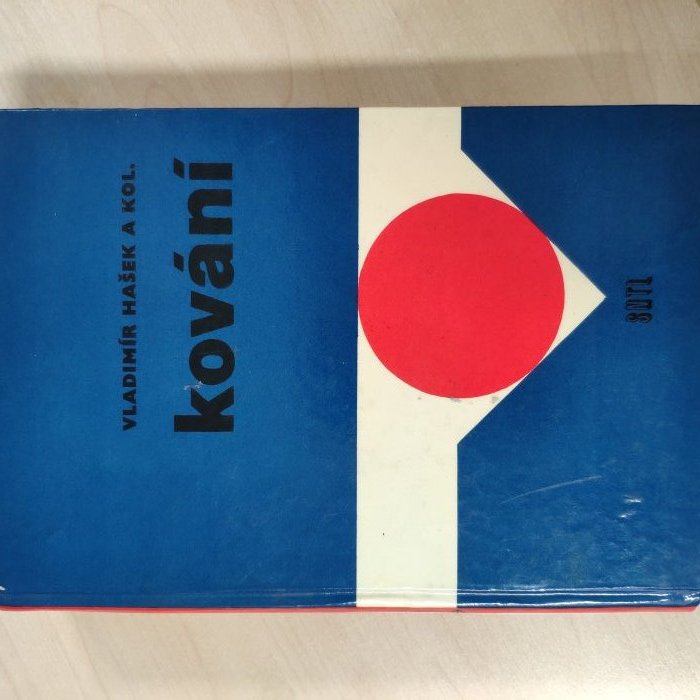 VLADIMÍR HAŠEK A KOL.
kování
SNTL